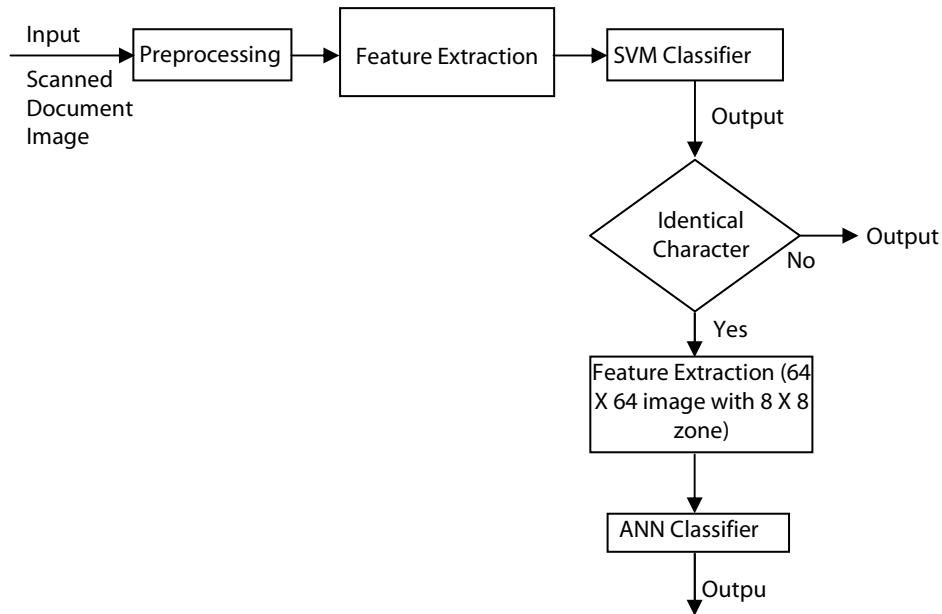 Input
Scanned
Document
Image
Preprocessing
Feature Extraction
SVM Classifier
Output
Identical
Character
No
Output
Yes
Feature Extraction (64
X 64 image with 8 X 8
zone)
ANN Classifier
Outpu